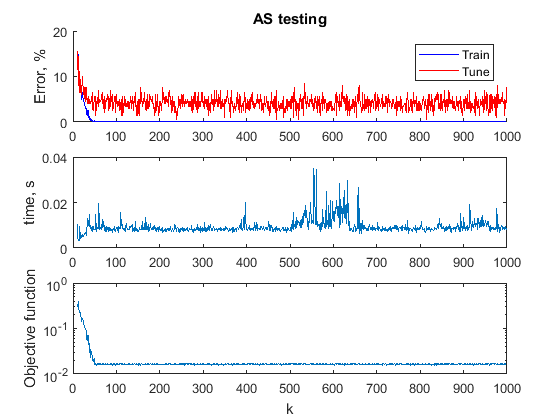 AS testing
Error, %
20
10
0
Train
Tune
0 100 200 300 400 500 600 700 800 900 1000
time, s
0.04
0.02
0
0 100 200 300 400 500 600 700 800 900 1000
Objective function
10^0
10^-1
10^-2
0 100 200 300 400 500 600 700 800 900 1000
k